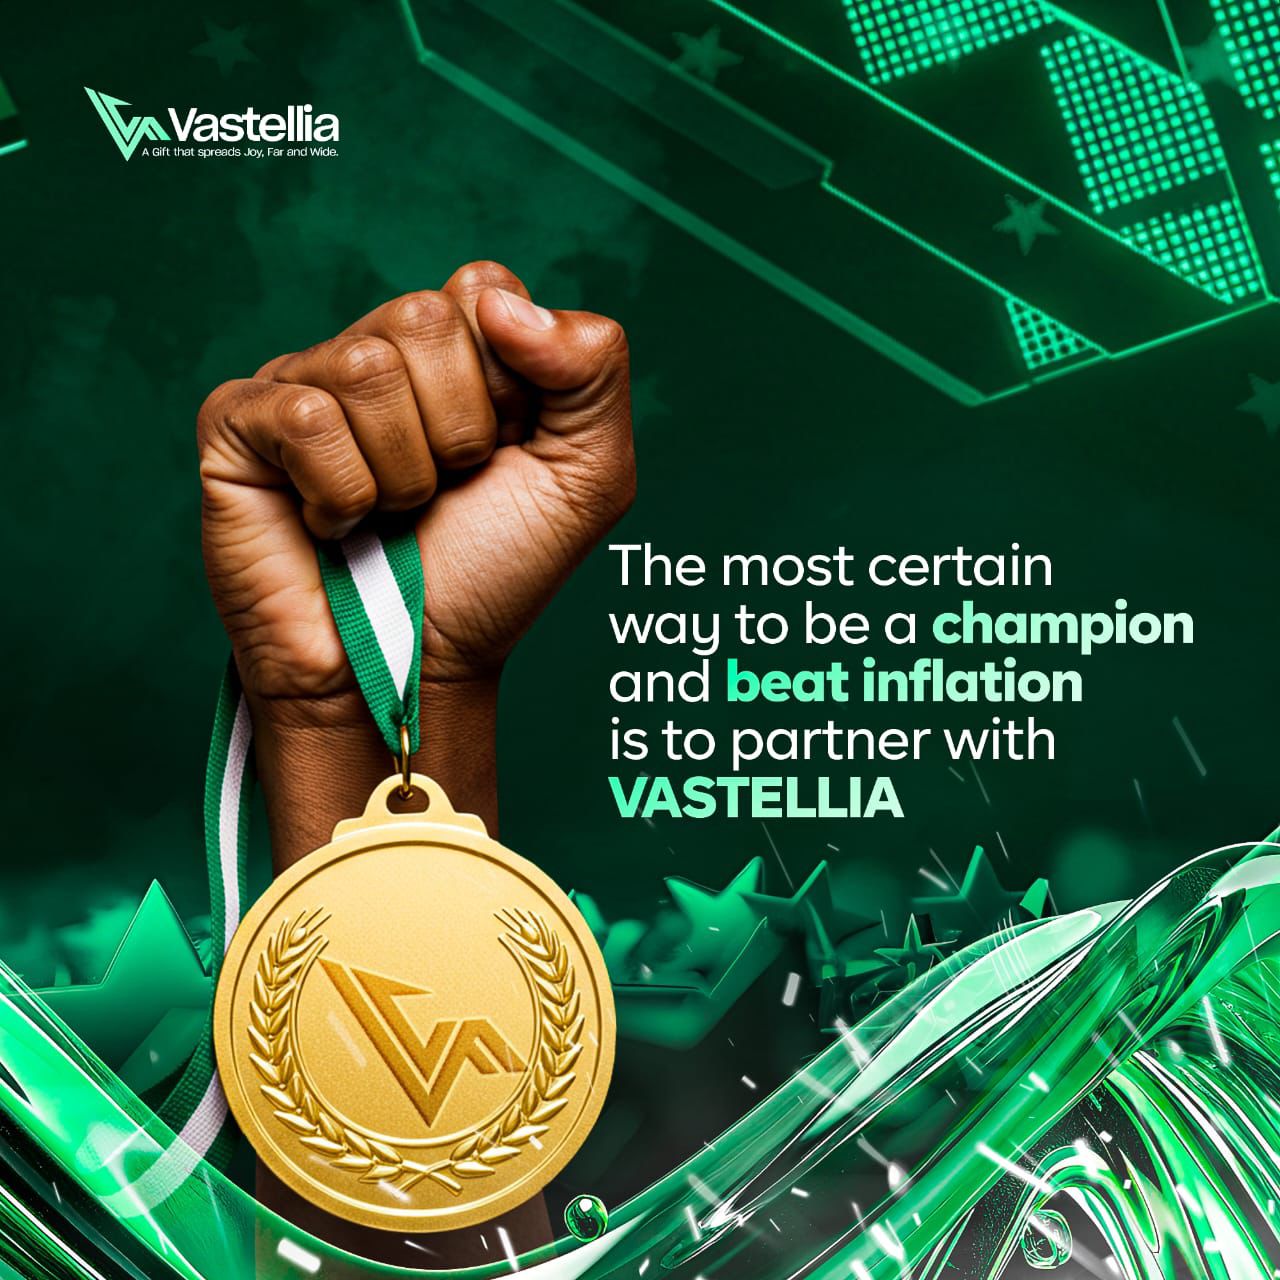 Vastellia
A Gift that spreads Joy, Far and Wide.
The most certain
way to be a champion
and beat inflation
is to partner with
VASTELLIA